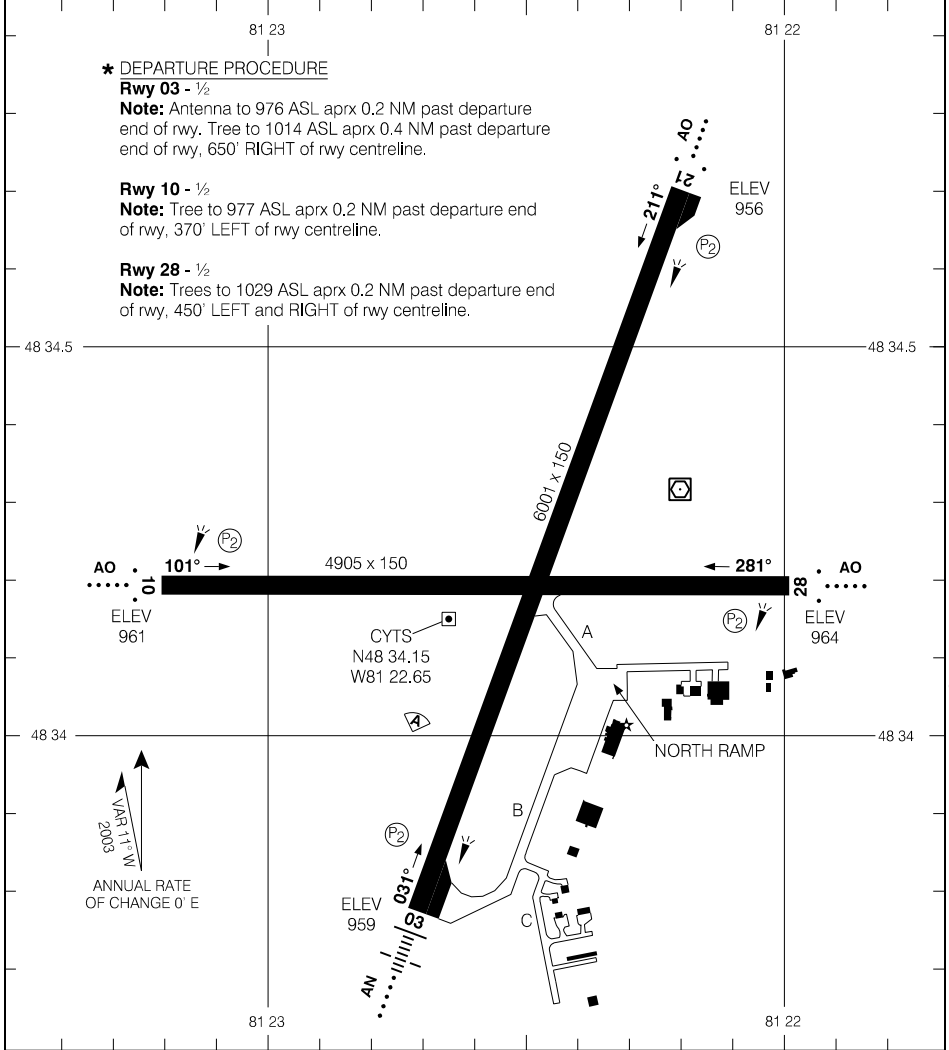 81 23
81 22
* DEPARTURE PROCEDURE
Rwy 03 - ½
Note: Antenna to 976 ASL aprx 0.2 NM past departure
end of rwy. Tree to 1014 ASL aprx 0.4 NM past departure
end of rwy, 650' RIGHT of rwy centreline.
Rwy 10 - ½
Note: Tree to 977 ASL aprx 0.2 NM past departure end
of rwy, 370' LEFT of rwy centreline.
Rwy 28 - ½
Note: Trees to 1029 ASL aprx 0.2 NM past departure end
of rwy, 450' LEFT and RIGHT of rwy centreline.
AO
21
211°
ELEV
956
P2
48 34.5
48 34.5
6001 x 150
P2
AO
101°
4905 x 150
281°
AO
10
28
ELEV
961
P2
ELEV
964
CYTS
N48 34.15
W81 22.65
A
A
48 34
48 34
NORTH RAMP
VAR 11° W
2003
ANNUAL RATE
OF CHANGE 0' E
B
P2
031°
ELEV
959
03
C
AN
81 23
81 22